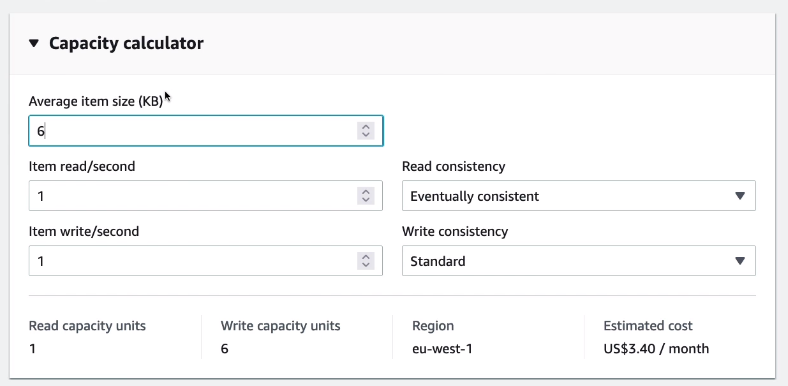 Capacity calculator
Average item size (KB)
6
Item read/second
Read consistency
1
Eventually consistent
Item write/second
Write consistency
1
Standard
Read capacity units
Write capacity units
Region
Estimated cost
1
6
eu-west-1
US$3.40 / month